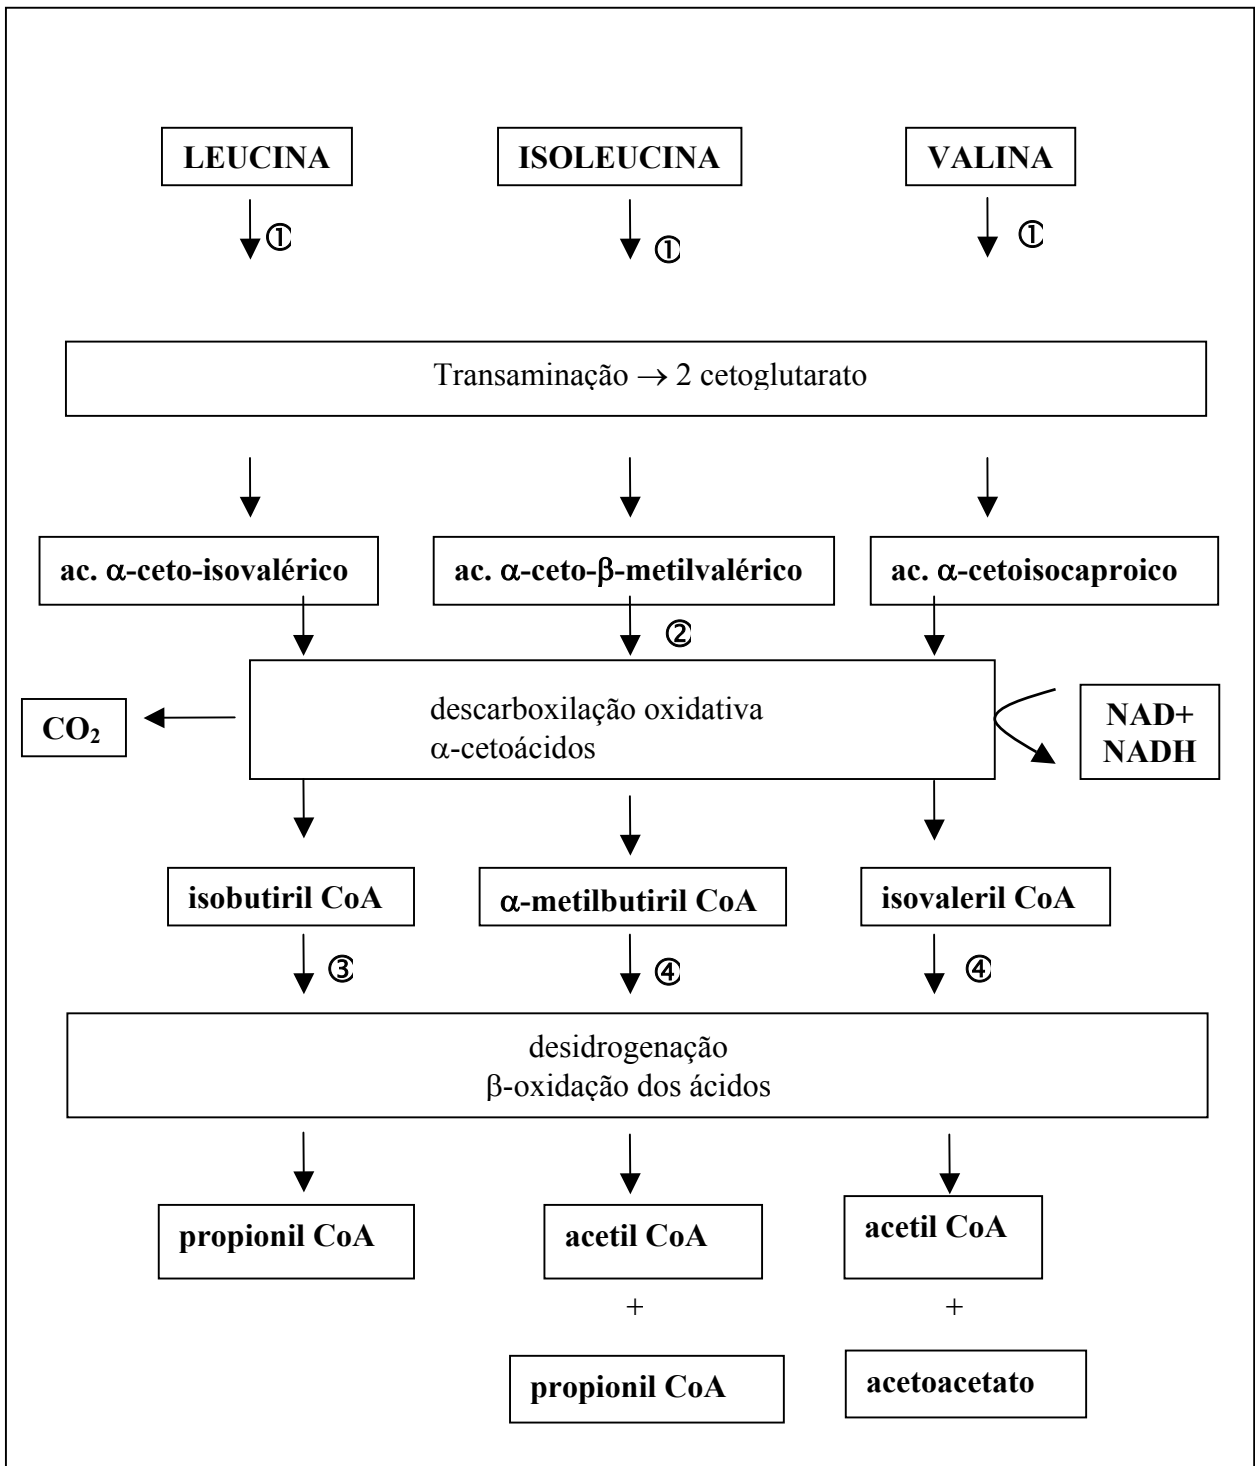 LEUCINA
ISOLEUCINA
VALINA
①
①
①
Transaminação → 2 cetoglutarato
ac. α-ceto-isovalérico
ac. α-ceto-β-metilvalérico
ac. α-cetoisocaproico
②
CO₂
descarboxilação oxidativa
α-cetoácidos
NAD+
NADH
isobutiril CoA
α-metilbutiril CoA
isovaleril CoA
③
④
④
desidrogenação
β-oxidação dos ácidos
propionil CoA
acetil CoA
acetil CoA
+
+
propionil CoA
acetoacetato